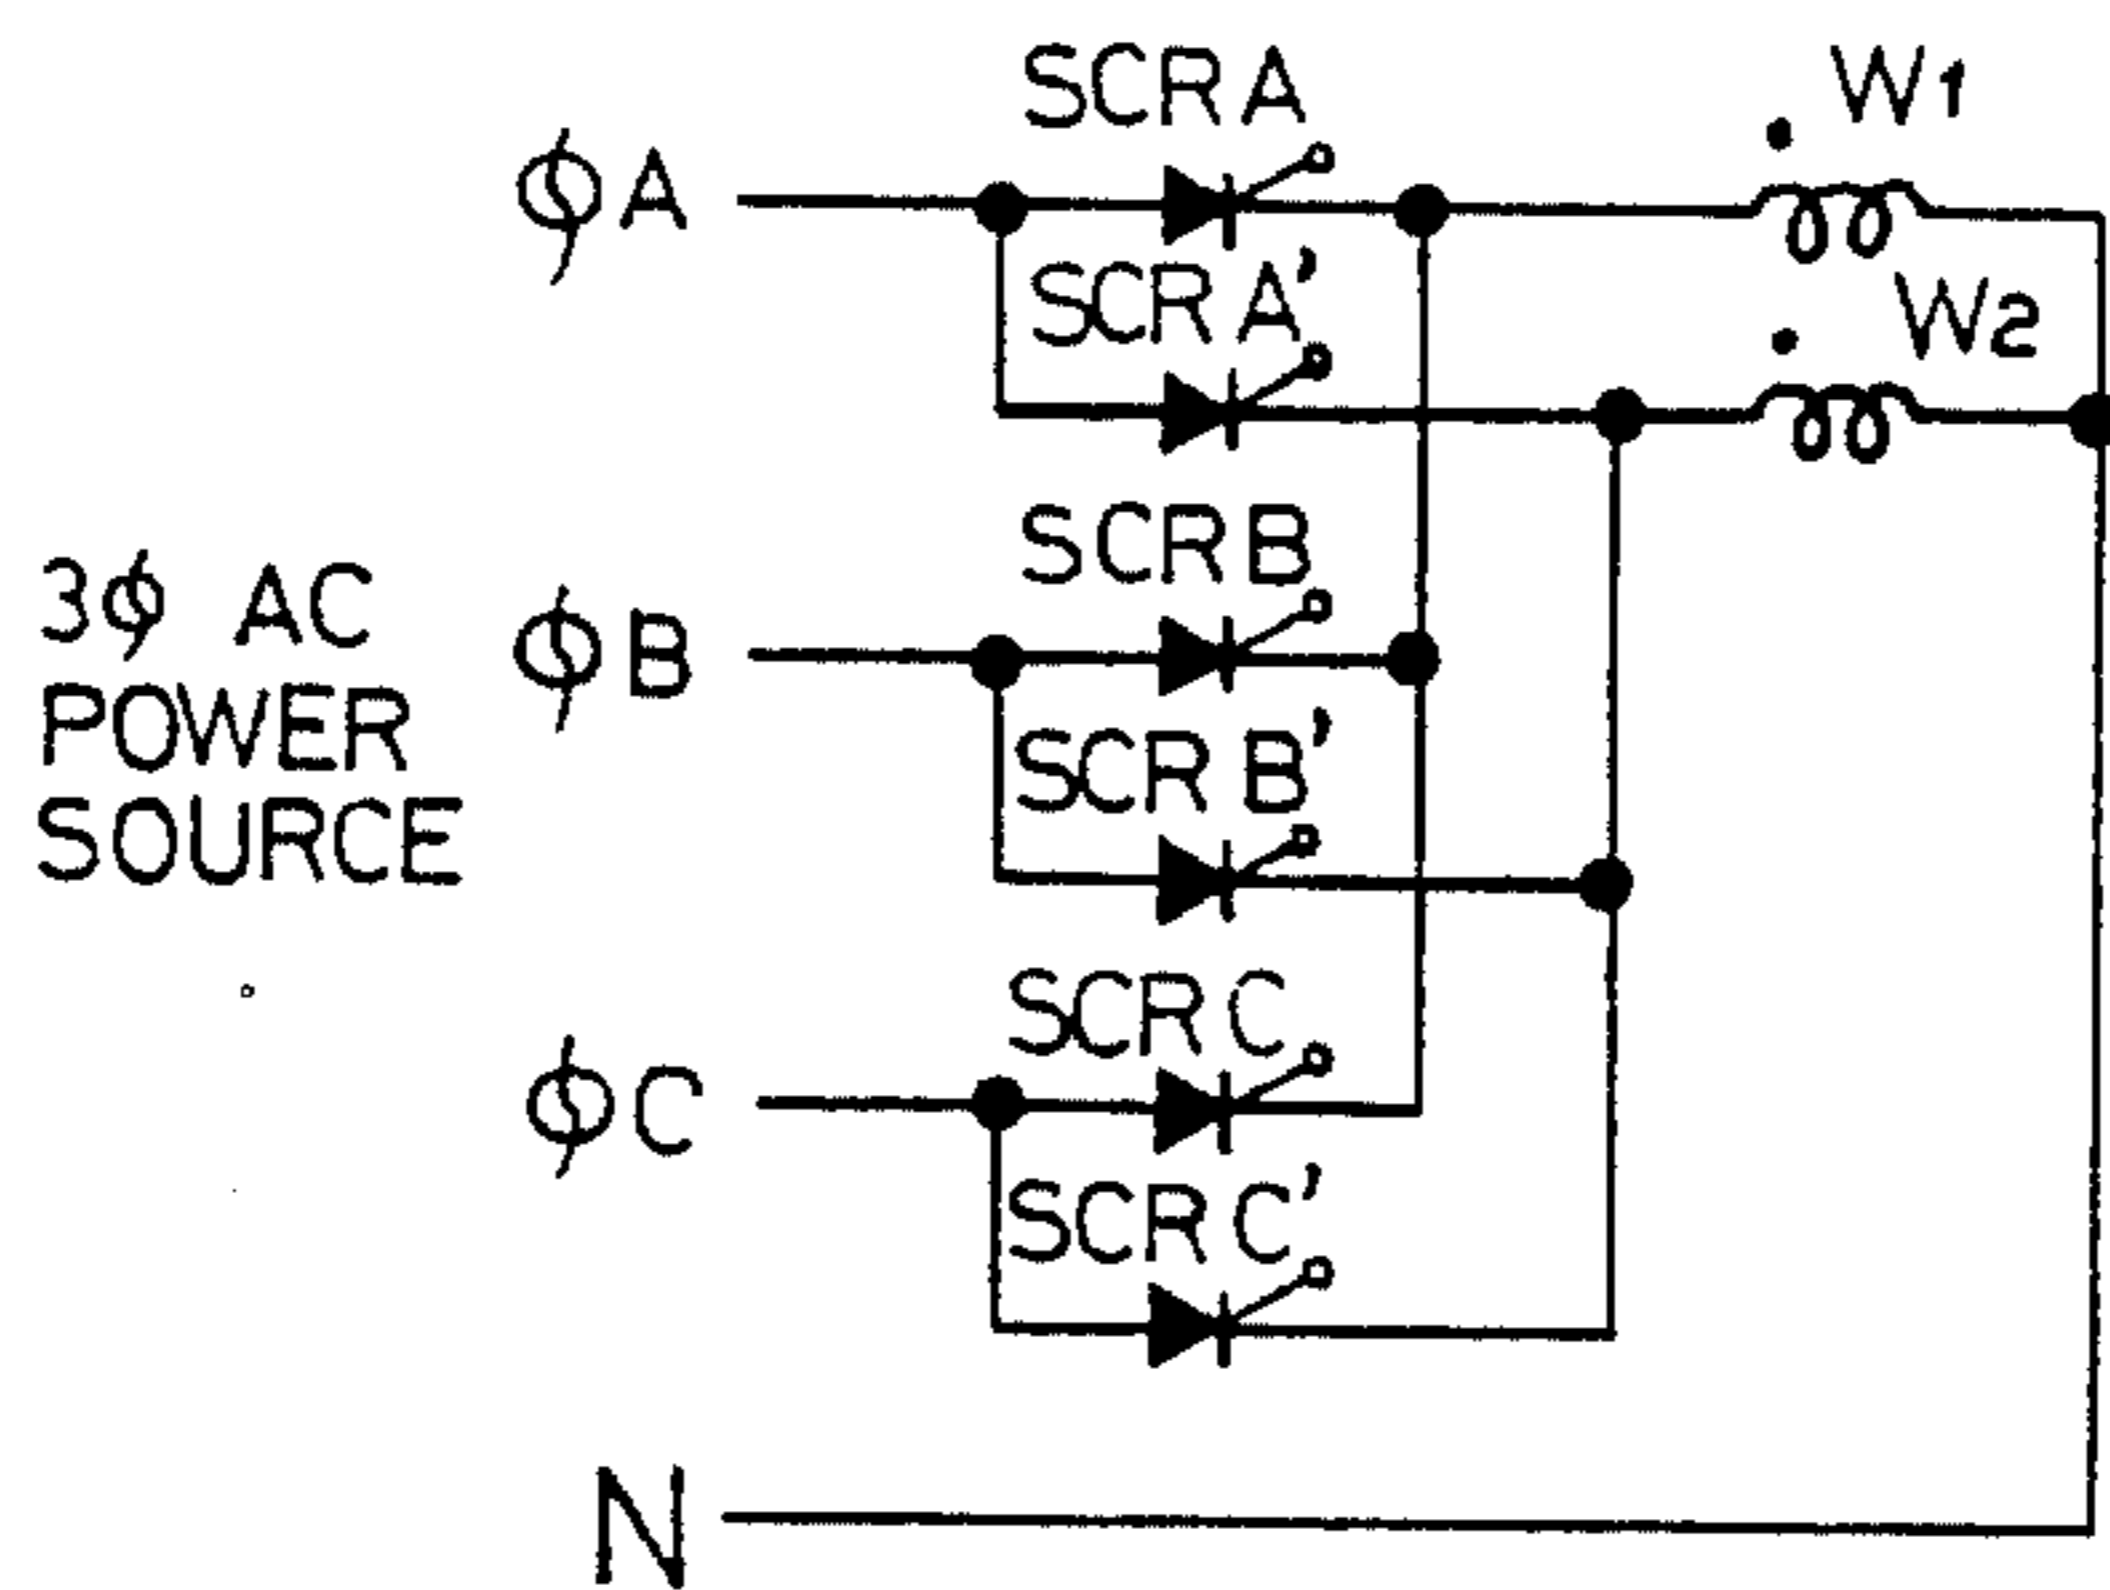 SCR A
W1
ϕA
SCR A'
W2
SCR B
3ϕ AC
POWER
SOURCE
ϕB
SCR B'
SCR C
ϕC
SCR C'
N